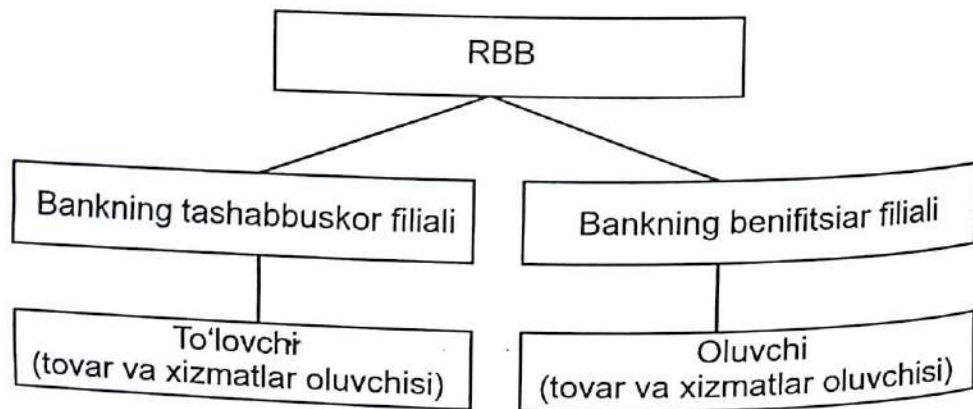 RBB
Bankning tashabbuskor filiali
Bankning benifitsiar filiali
To‘lovchi
(tovar va xizmatlar oluvchisi)
Oluvchi
(tovar va xizmatlar oluvchisi)